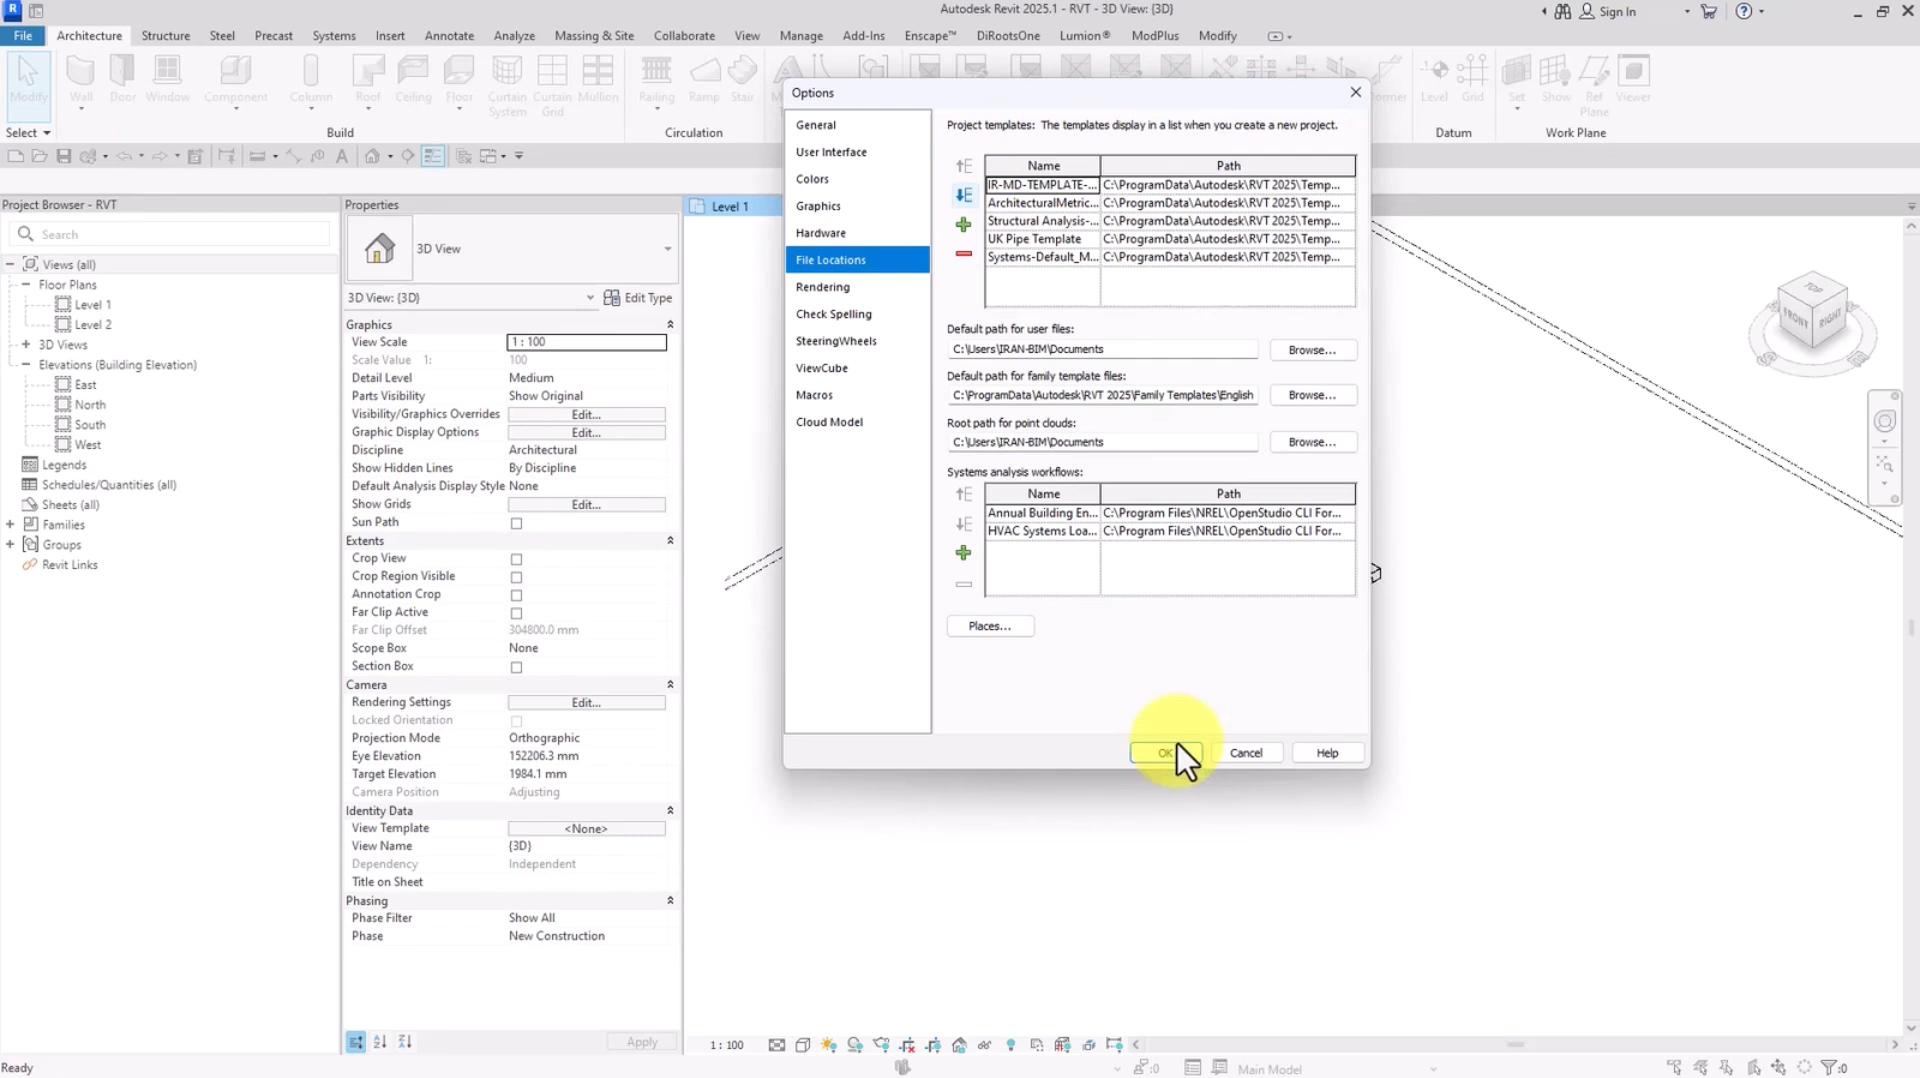 Autodesk Revit 2025.1 - RVT - 3D View: {3D}
Sign In
File Architecture Structure Steel Precast Systems Insert Annotate Analyze Massing & Site Collaborate View Manage Add-Ins Enscape™ DiRootsOne Lumion® ModPlus Modify
Modify Wall Door Window Component Column Roof Ceiling Floor Curtain System Curtain Grid Mullion Railing Ramp Stair Level Grid Set Show Ref Plane Viewer
Select Build Circulation Datum Work Plane
Project Browser - RVT
Search
Views (all)
Floor Plans
Level 1
Level 2
3D Views
Elevations (Building Elevation)
East
North
South
West
Legends
Schedules/Quantities (all)
Sheets (all)
Families
Groups
Revit Links
Properties
3D View
3D View: {3D} Edit Type
Graphics
View Scale 1 : 100
Scale Value 1: 100
Detail Level Medium
Parts Visibility Show Original
Visibility/Graphics Overrides Edit...
Graphic Display Options Edit...
Discipline Architectural
Show Hidden Lines By Discipline
Default Analysis Display Style None
Show Grids Edit...
Sun Path
Extents
Crop View
Crop Region Visible
Annotation Crop
Far Clip Active
Far Clip Offset 304800.0 mm
Scope Box None
Section Box
Camera
Rendering Settings Edit...
Locked Orientation
Projection Mode Orthographic
Eye Elevation 152206.3 mm
Target Elevation 1984.1 mm
Camera Position Adjusting
Identity Data
View Template <None>
View Name {3D}
Dependency Independent
Title on Sheet
Phasing
Phase Filter Show All
Phase New Construction
Apply
Level 1
Options
General
User Interface
Colors
Graphics
Hardware
File Locations
Rendering
Check Spelling
SteeringWheels
ViewCube
Macros
Cloud Model
Project templates: The templates display in a list when you create a new project.
Name Path
IR-MD-TEMPLATE-... C:\ProgramData\Autodesk\RVT 2025\Temp...
ArchitecturalMetric... C:\ProgramData\Autodesk\RVT 2025\Temp...
Structural Analysis-... C:\ProgramData\Autodesk\RVT 2025\Temp...
UK Pipe Template C:\ProgramData\Autodesk\RVT 2025\Temp...
Systems-Default_M... C:\ProgramData\Autodesk\RVT 2025\Temp...
Default path for user files:
C:\Users\IRAN-BIM\Documents Browse...
Default path for family template files:
C:\ProgramData\Autodesk\RVT 2025\Family Templates\English Browse...
Root path for point clouds:
C:\Users\IRAN-BIM\Documents Browse...
Systems analysis workflows:
Name Path
Annual Building En... C:\Program Files\NREL\OpenStudio CLI For...
HVAC Systems Loa... C:\Program Files\NREL\OpenStudio CLI For...
Places...
OK Cancel Help
TOP
FRONT RIGHT
1 : 100
Ready
:0
Main Model
:0